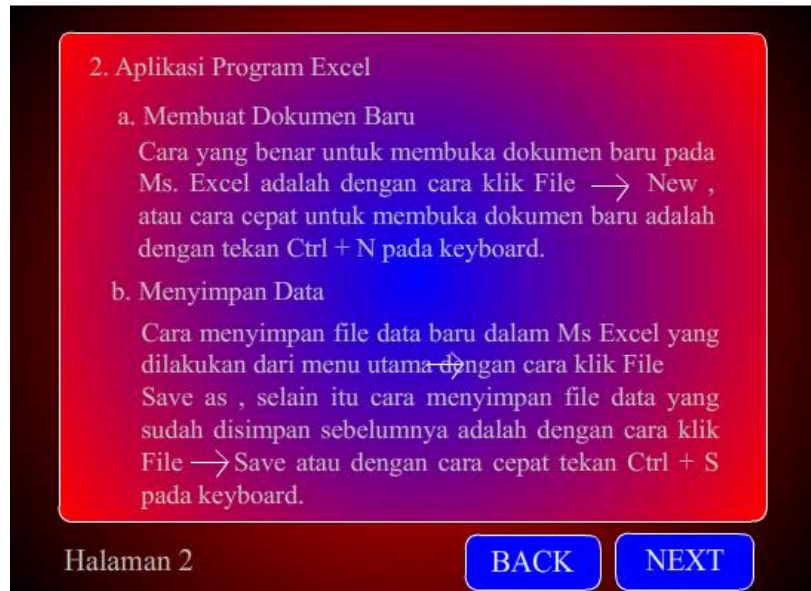 2. Aplikasi Program Excel
a. Membuat Dokumen Baru
Cara yang benar untuk membuka dokumen baru pada
Ms. Excel adalah dengan cara klik File → New ,
atau cara cepat untuk membuka dokumen baru adalah
dengan tekan Ctrl + N pada keyboard.
b. Menyimpan Data
Cara menyimpan file data baru dalam Ms Excel yang
dilakukan dari menu utama dengan cara klik File
Save as , selain itu cara menyimpan file data yang
sudah disimpan sebelumnya adalah dengan cara klik
File → Save atau dengan cara cepat tekan Ctrl + S
pada keyboard.
Halaman 2
BACK
NEXT